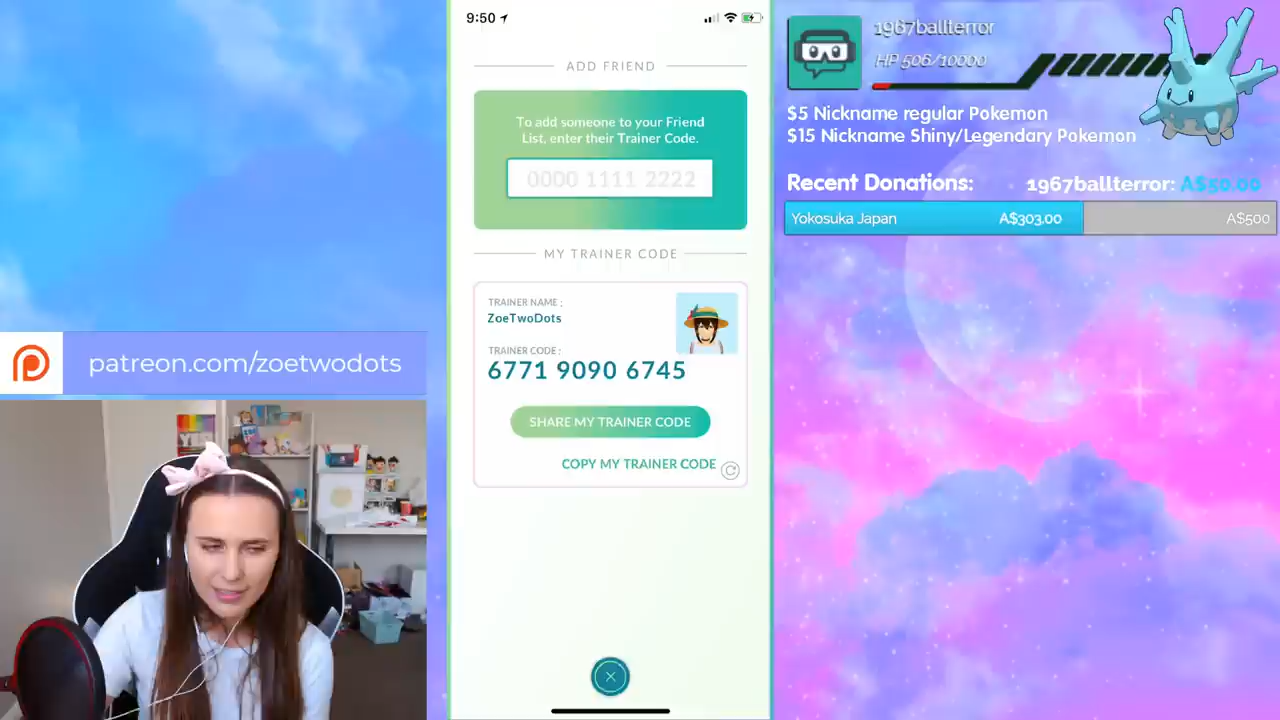 9:50
ADD FRIEND
To add someone to your Friend
List, enter their Trainer Code.
0000 1111 2222
MY TRAINER CODE
TRAINER NAME :
ZoeTwoDots
TRAINER CODE :
6771 9090 6745
SHARE MY TRAINER CODE
COPY MY TRAINER CODE
patreon.com/zoetwodots
1967ballterror
HP 506/10000
$5 Nickname regular Pokemon
$15 Nickname Shiny/Legendary Pokemon
Recent Donations: 1967ballterror: A$50.00
Yokosuka Japan A$303.00 A$500